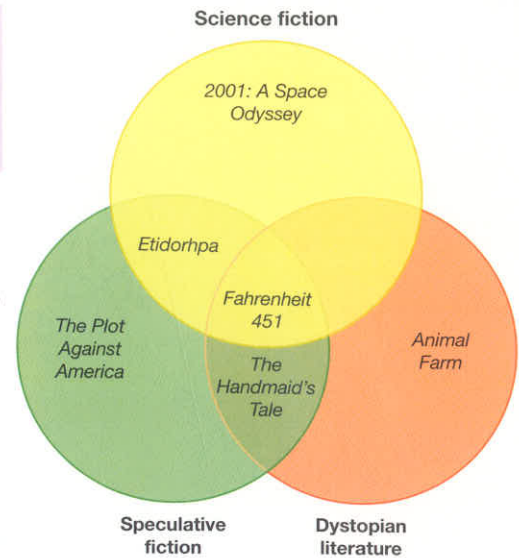 Science fiction
2001: A Space
Odyssey
Etidorhpa
Fahrenheit
451
The Plot
Against
America
The
Handmaid's
Tale
Animal
Farm
Speculative
fiction
Dystopian
literature